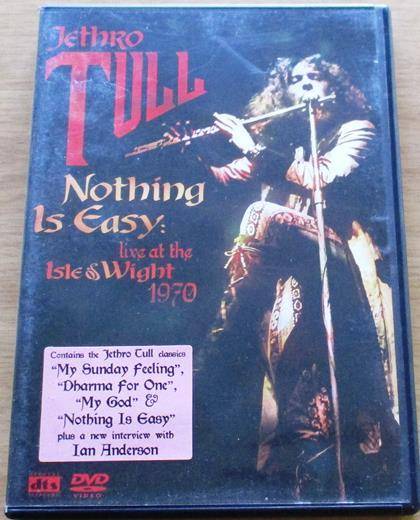 Jethro
TULL
Nothing
Is Easy:
live at the
Isle of Wight
1970
Contains the Jethro Tull classics
"My Sunday Feeling",
"Dharma For One",
"My God" &
"Nothing Is Easy"
plus a new interview with
Ian Anderson
dts
DVD
VIDEO